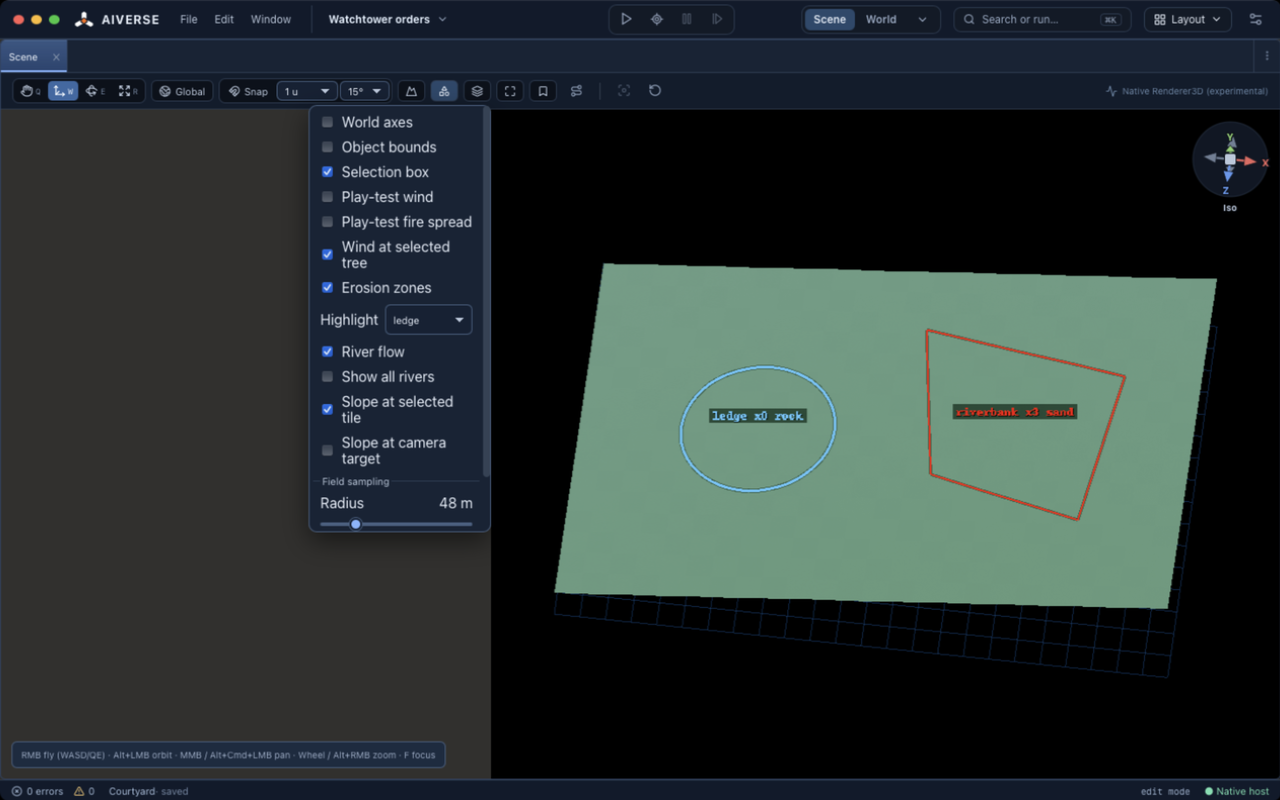 AIVERSE File Edit Window Watchtower orders Scene World Search or run... ⌘K Layout
Scene
Q W E R Global Snap 1 u 15° Native Renderer3D (experimental)
World axes
Object bounds
Selection box
Play-test wind
Play-test fire spread
Wind at selected
tree
Erosion zones
Highlight ledge
River flow
Show all rivers
Slope at selected
tile
Slope at camera
target
Field sampling
Radius 48 m
Y
X
Z
Iso
ledge x0 rock
riverbank x3 sand
RMB fly (WASD/QE) · Alt+LMB orbit · MMB / Alt+Cmd+LMB pan · Wheel / Alt+RMB zoom · F focus
0 errors 0 Courtyard · saved edit mode Native host